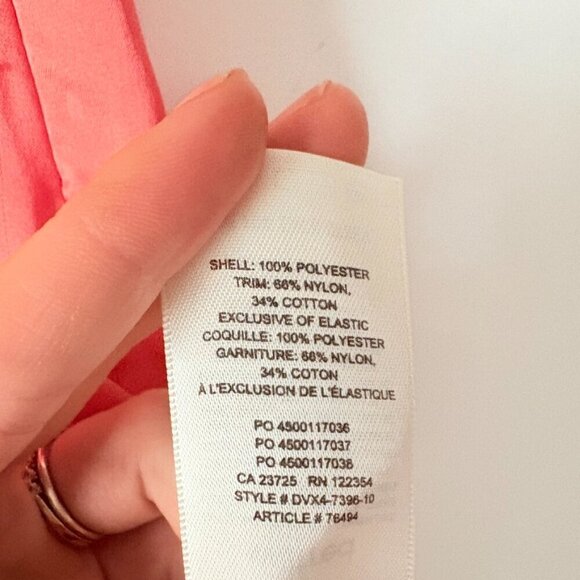 SHELL: 100% POLYESTER
TRIM: 66% NYLON,
34% COTTON
EXCLUSIVE OF ELASTIC
COQUILLE: 100% POLYESTER
GARNITURE: 66% NYLON,
34% COTON
À L'EXCLUSION DE L'ÉLASTIQUE
PO 4500117036
PO 4500117037
PO 4500117038
CA 23725 RN 122354
STYLE # DVX4-7396-10
ARTICLE # 76494